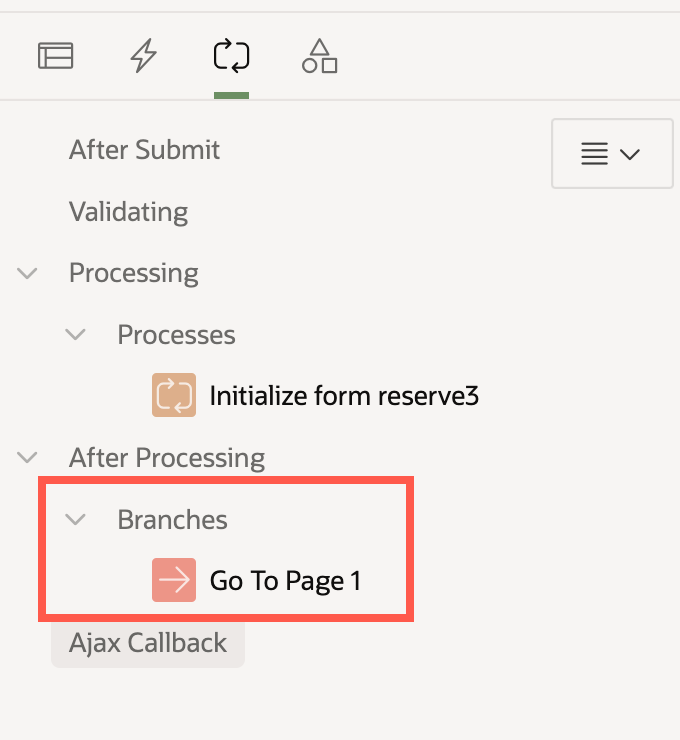 After Submit
Validating
Processing
Processes
Initialize form reserve3
After Processing
Branches
Go To Page 1
Ajax Callback